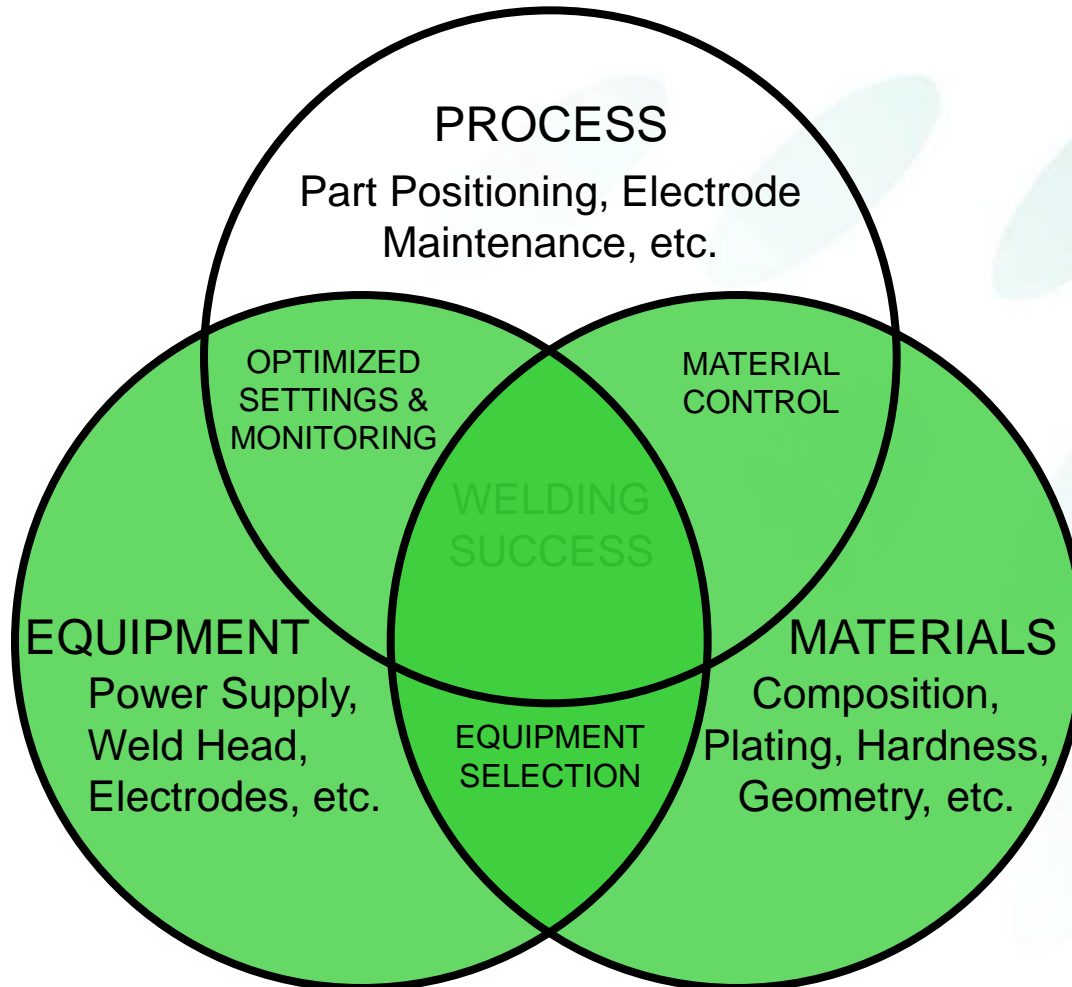 PROCESS
Part Positioning, Electrode
Maintenance, etc.
OPTIMIZED
SETTINGS &
MONITORING
MATERIAL
CONTROL
WELDING
SUCCESS
EQUIPMENT
Power Supply,
Weld Head,
Electrodes, etc.
MATERIALS
Composition,
Plating, Hardness,
Geometry, etc.
EQUIPMENT
SELECTION